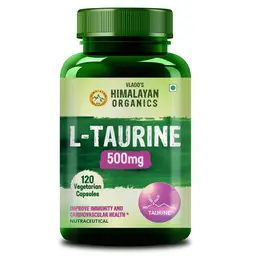 VLADO'S
HIMALAYAN
ORGANICS
L-TAURINE
500mg
120
Vegetarian
Capsules
IMPROVE IMMUNITY AND
CARDIOVASCULAR HEALTH *
NUTRACEUTICAL
TAURINE